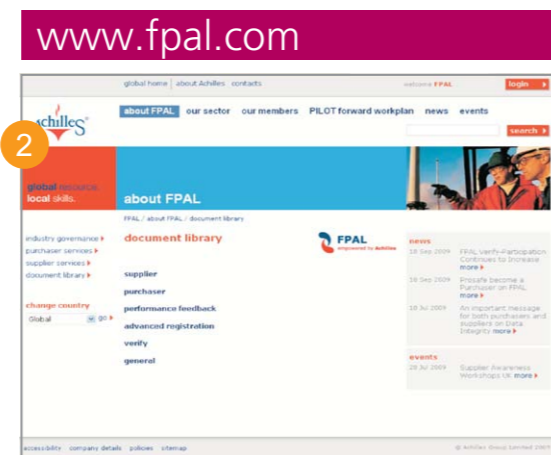 www.fpal.com
global home about Achilles contacts
welcome FPAL
login
about FPAL our sector our members PILOT forward workplan news events
Achilles
search
2
global resource.
local skills.
about FPAL
FPAL / about FPAL / document library
industry governance
purchaser services
supplier services
document library
change country
Global go
document library
FPAL
empowered by Achilles
supplier
purchaser
performance feedback
advanced registration
verify
general
news
18 Sep 2009 FPAL Verify-Participation
Continues to Increase
more
18 Sep 2009 Prosafe become a
Purchaser on FPAL
more
10 Jul 2009 An important message
for both purchasers and
suppliers on Data
Integrity more
events
28 Jul 2009 Supplier Awareness
Workshops UK more
accessibility company details policies sitemap
© Achilles Group Limited 2009